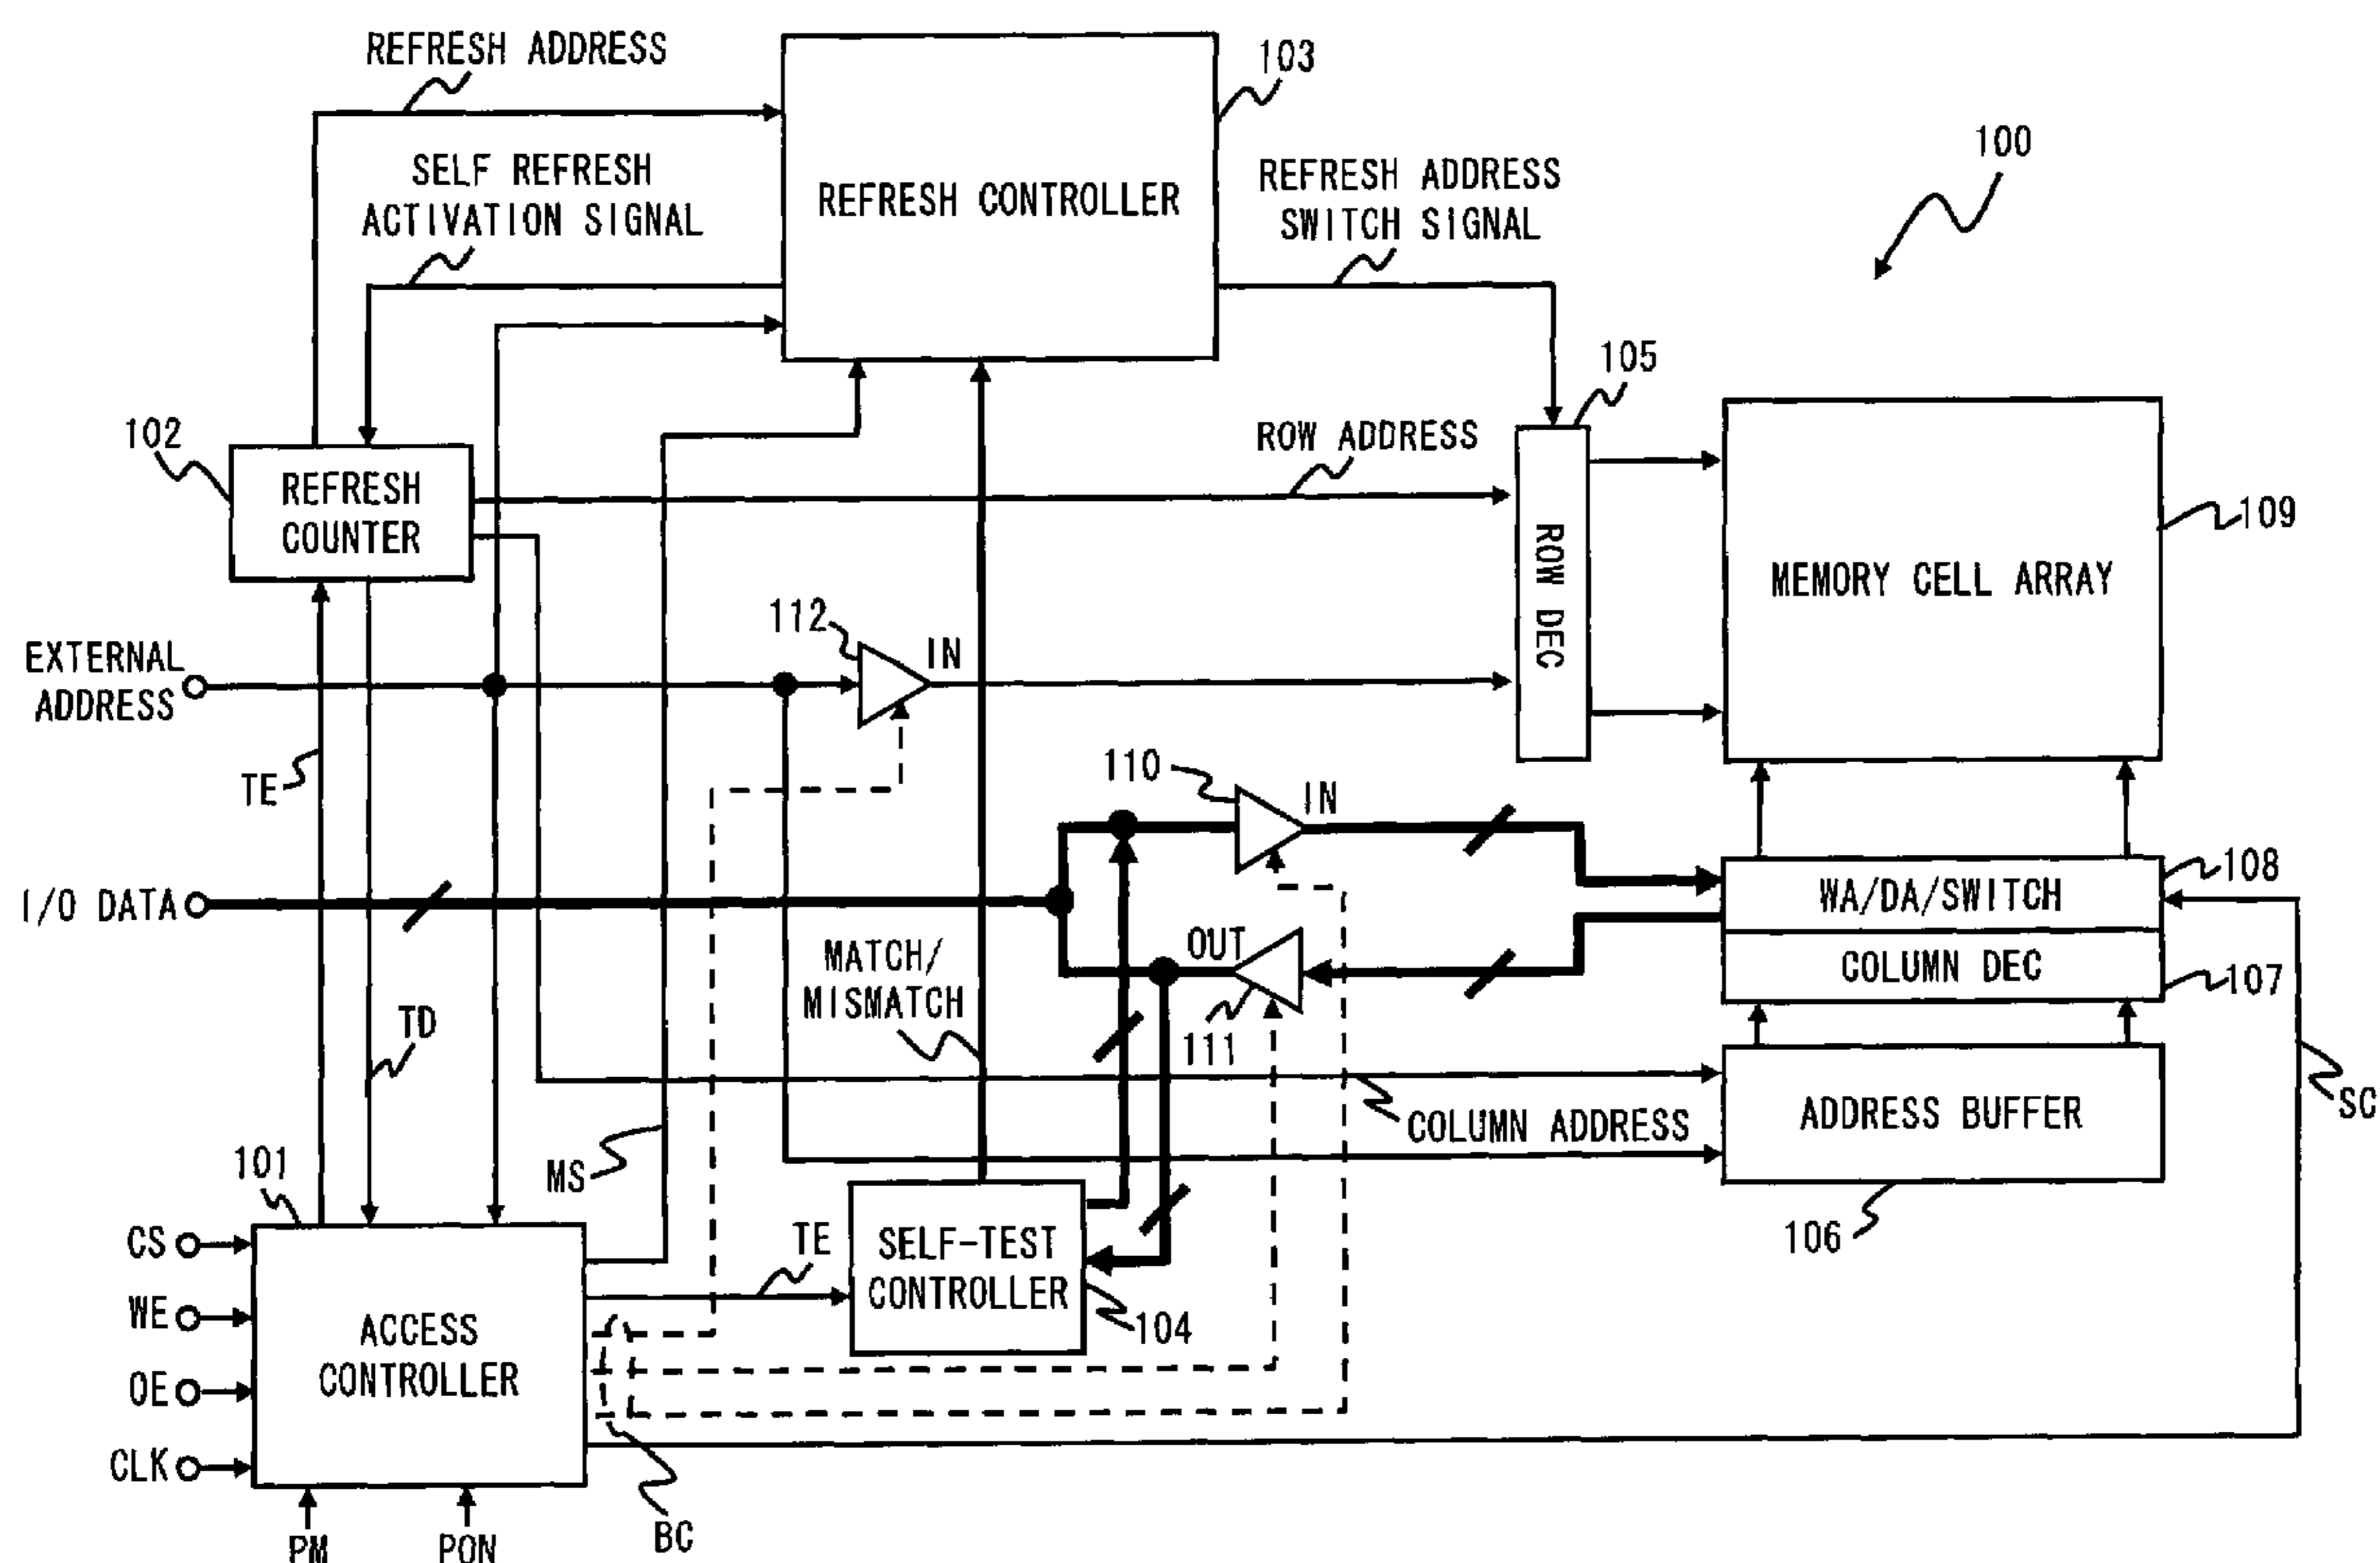 REFRESH ADDRESS
103
SELF REFRESH
ACTIVATION SIGNAL
REFRESH CONTROLLER
REFRESH ADDRESS
SWITCH SIGNAL
100
105
102
ROW ADDRESS
REFRESH
COUNTER
ROW DEC
109
MEMORY CELL ARRAY
112
IN
EXTERNAL
ADDRESS
TE
110
IN
I/O DATA
108
WA/DA/SWITCH
OUT
MATCH/
MISMATCH
COLUMN DEC
107
TD
111
COLUMN ADDRESS
ADDRESS BUFFER
SC
MS
101
106
CS
TE
SELF-TEST
CONTROLLER
WE
104
ACCESS
CONTROLLER
OE
CLK
BC
PM
PON